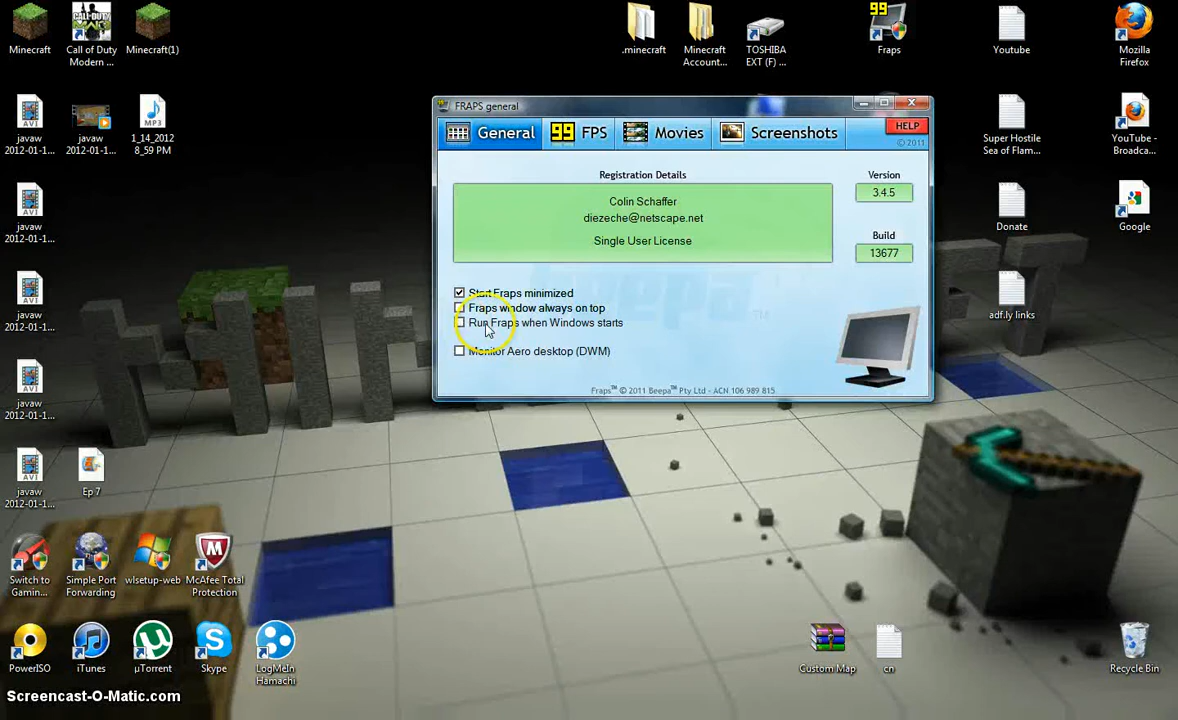 Minecraft
Call of Duty
Modern ...
Minecraft(1)
.minecraft
Minecraft
Account...
TOSHIBA
EXT (F) ...
99
Fraps
Youtube
Mozilla
Firefox
javaw
2012-01-1...
javaw
2012-01-1...
MP3
1_14_2012
8_59 PM
Super Hostile
Sea of Flam...
YouTube -
Broadca...
FRAPS general
General
99 FPS
Movies
Screenshots
HELP
© 2011
Registration Details
Colin Schaffer
diezeche@netscape.net
Single User License
Version
3.4.5
Build
13677
Start Fraps minimized
Fraps window always on top
Run Fraps when Windows starts
Monitor Aero desktop (DWM)
Fraps™ © 2011 Beepa™ Pty Ltd - ACN 106 989 815
javaw
2012-01-1...
Donate
Google
javaw
2012-01-1...
adf.ly links
javaw
2012-01-1...
javaw
2012-01-1...
Ep 7
Switch to
Gamin...
Simple Port
Forwarding
wlsetup-web
McAfee Total
Protection
PowerISO
iTunes
µTorrent
Skype
LogMeIn
Hamachi
Custom Map
cn
Recycle Bin
Screencast-O-Matic.com